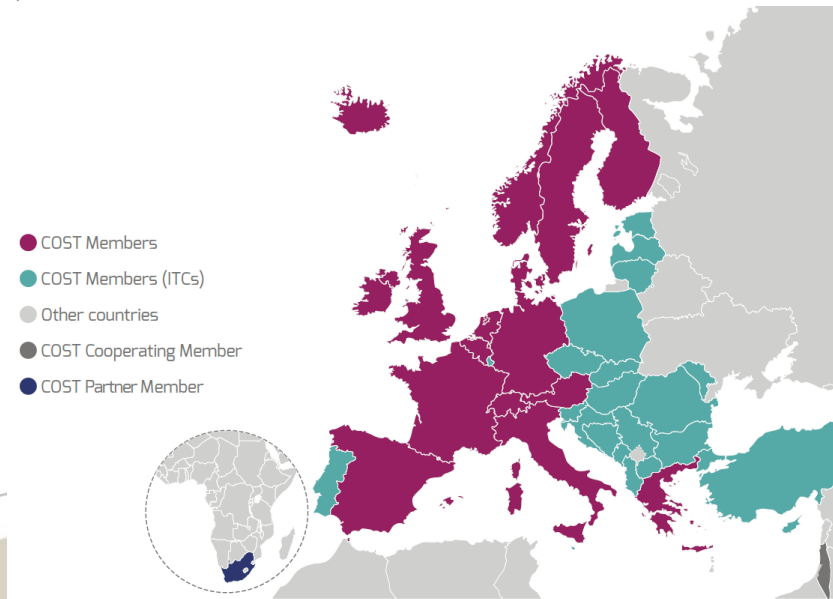 COST Members
COST Members (ITCs)
Other countries
COST Cooperating Member
COST Partner Member